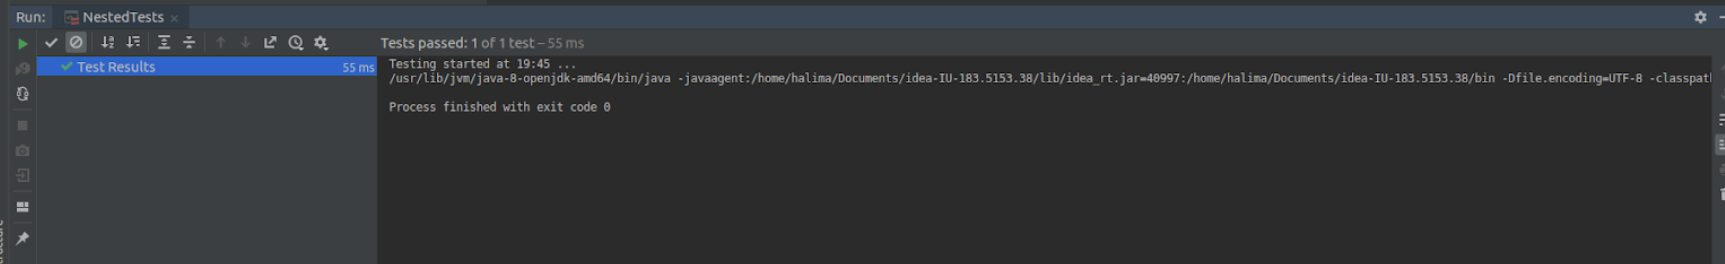 Run: NestedTests
Tests passed: 1 of 1 test – 55 ms
Test Results 55 ms
Testing started at 19:45 ...
/usr/lib/jvm/java-8-openjdk-amd64/bin/java -javaagent:/home/halima/Documents/idea-IU-183.5153.38/lib/idea_rt.jar=40997:/home/halima/Documents/idea-IU-183.5153.38/bin -Dfile.encoding=UTF-8 -classpath
Process finished with exit code 0